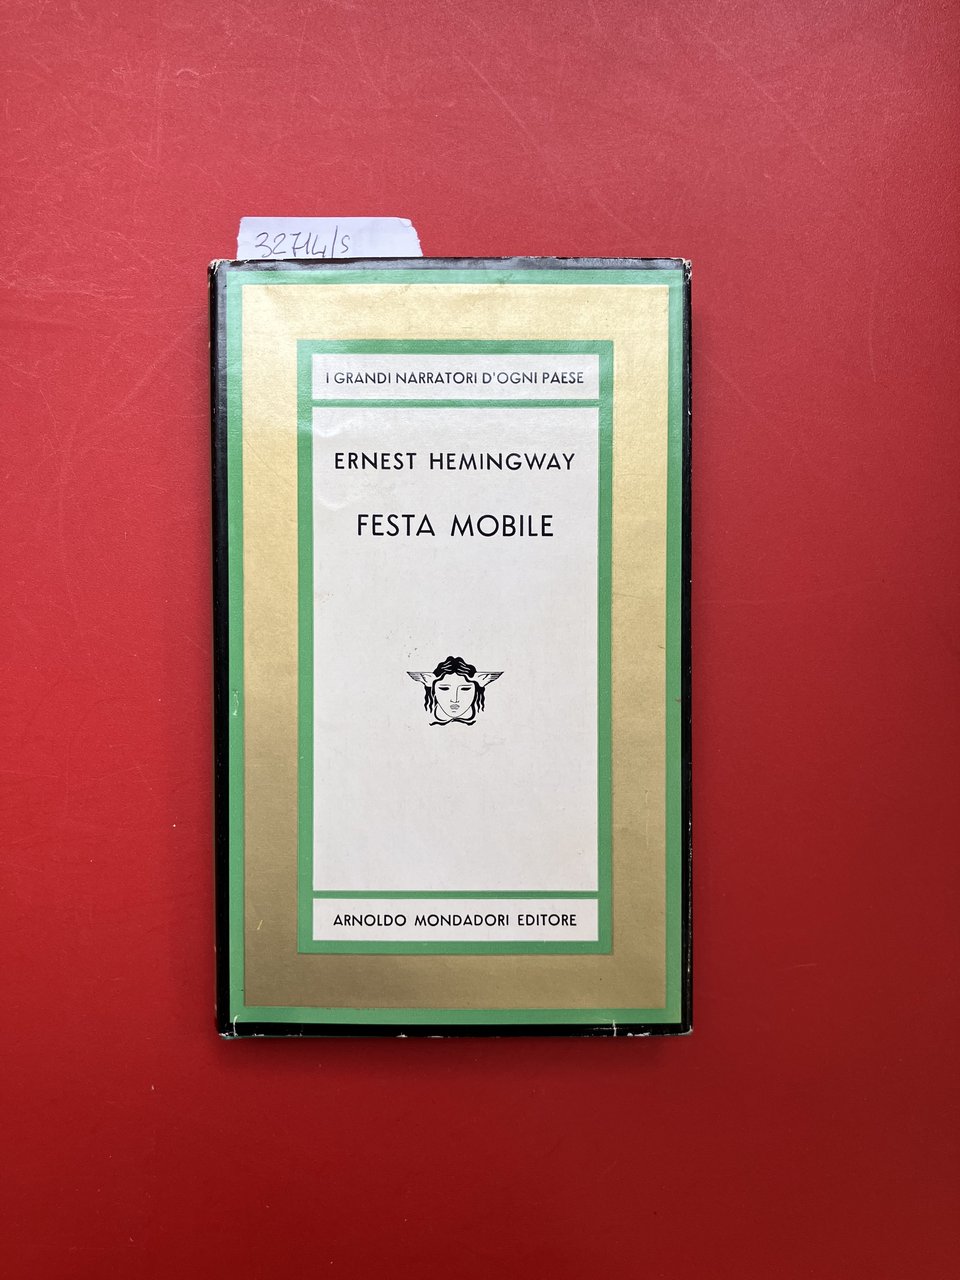 32714/s
I GRANDI NARRATORI D'OGNI PAESE
ERNEST HEMINGWAY
FESTA MOBILE
ARNOLDO MONDADORI EDITORE